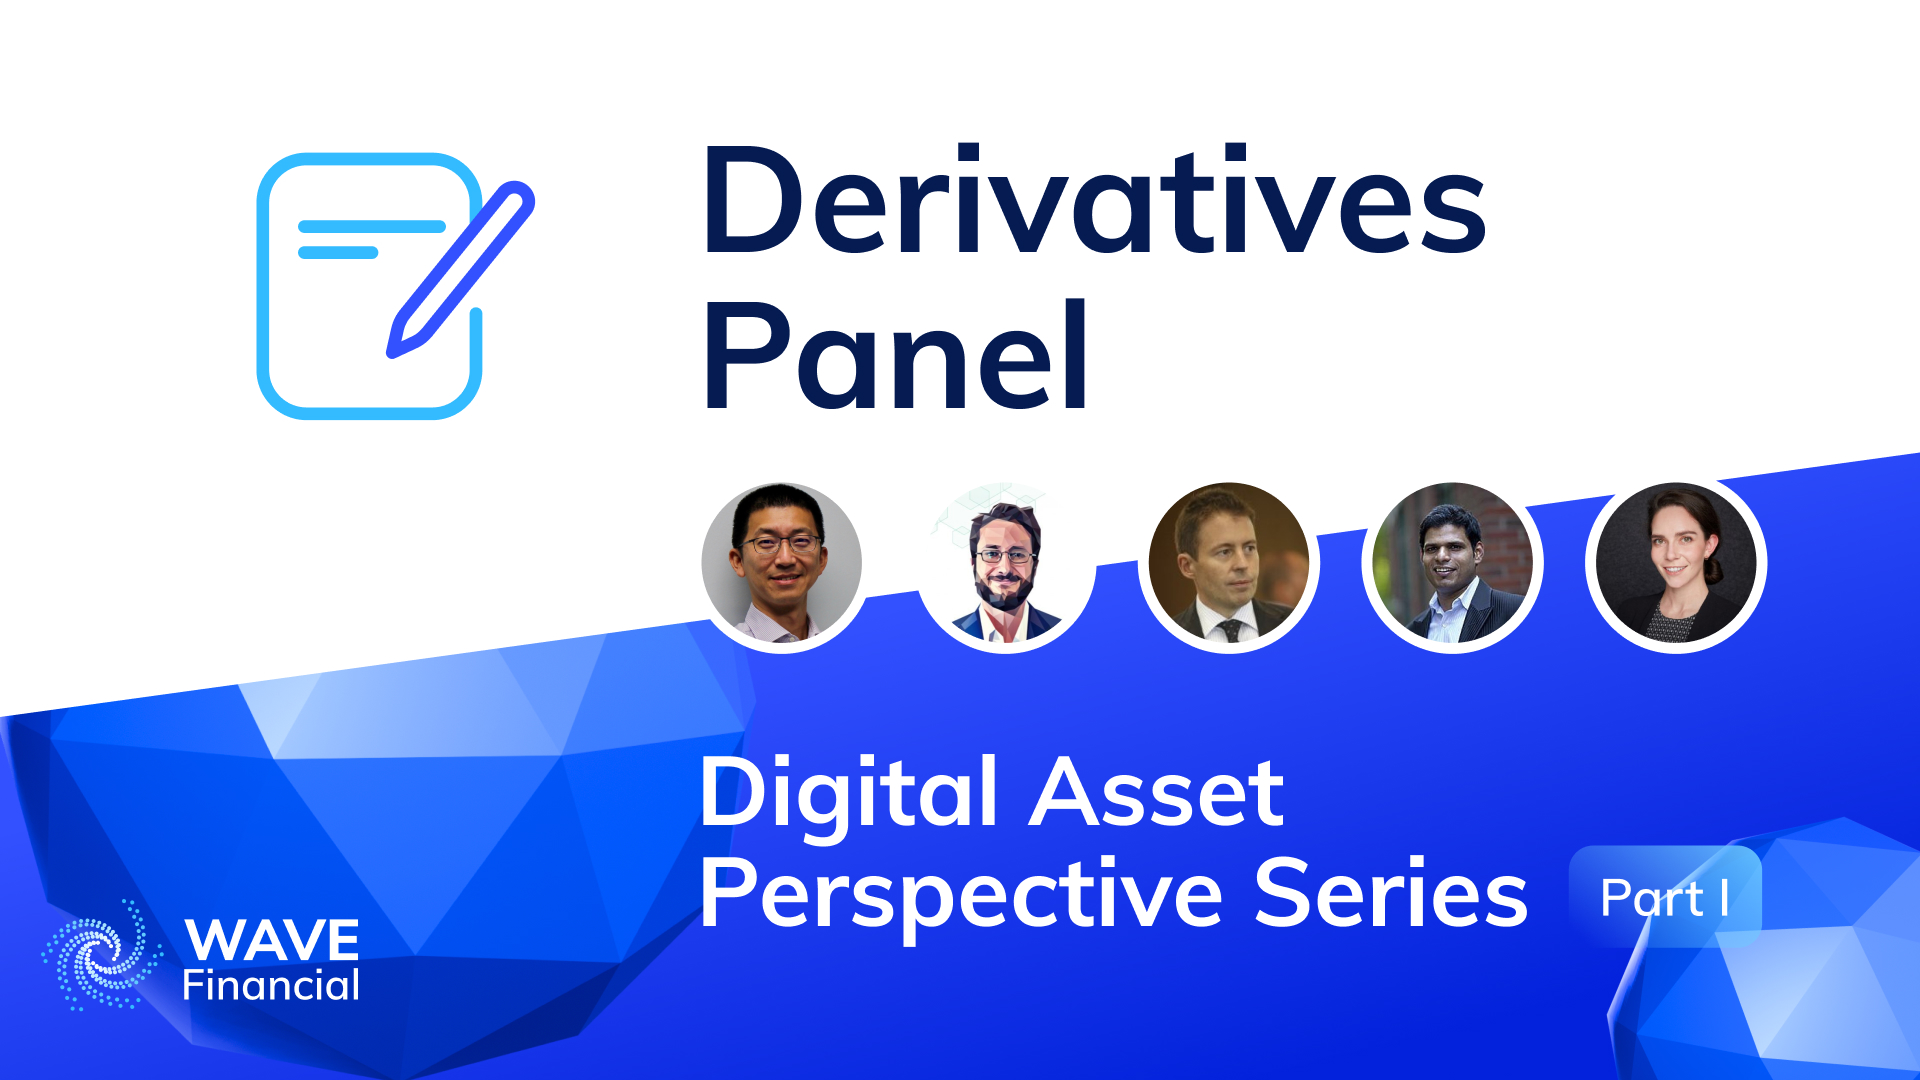 Derivatives
Panel
Digital Asset
Perspective Series
Part I
WAVE
Financial